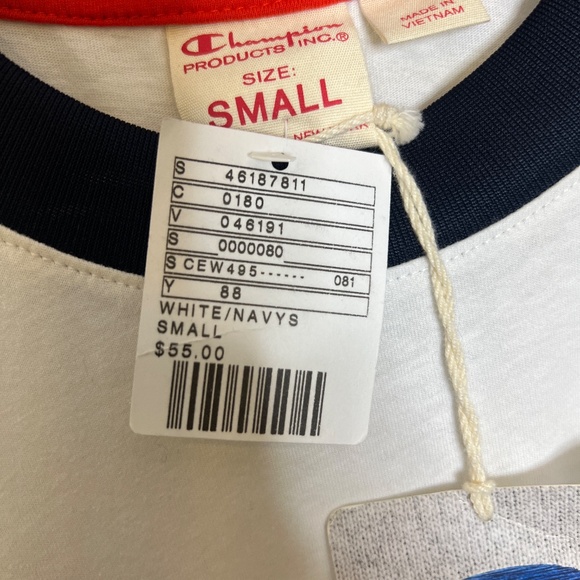 Champion
PRODUCTS INC.®
SIZE:
SMALL
MADE IN
VIETNAM
S 46187811
C 0180
V 046191
S 0000080
S CEW495------ 081
Y 88
WHITE/NAVYS
SMALL
$55.00